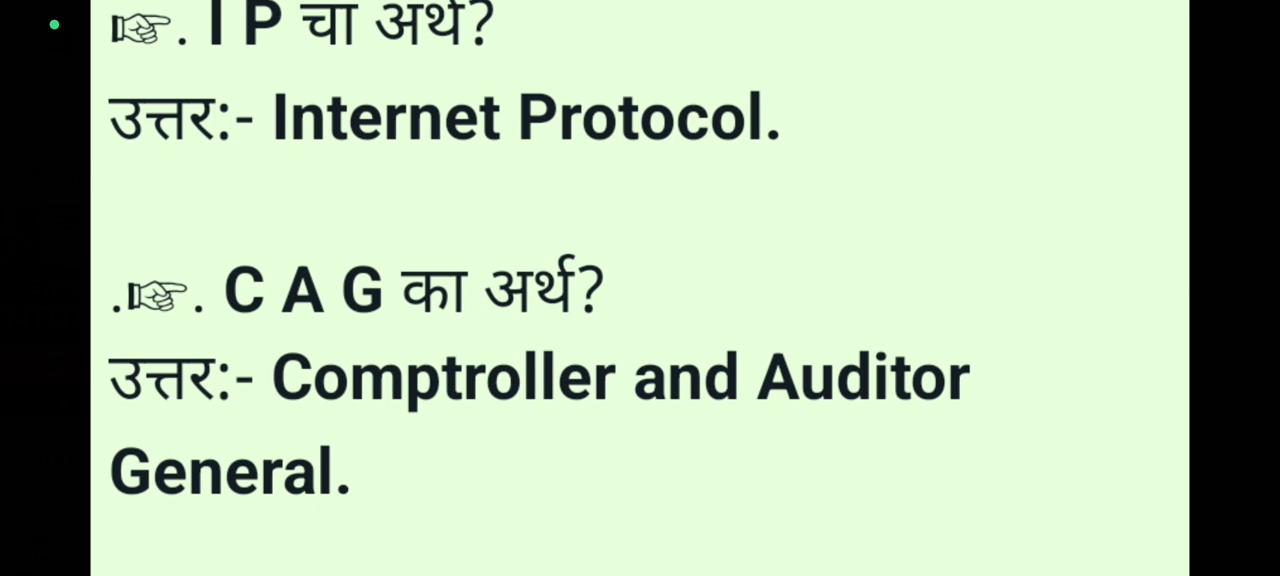 ☞. I P चा अर्थ?
उत्तर:- Internet Protocol.
.☞. C A G का अर्थ?
उत्तर:- Comptroller and Auditor
General.